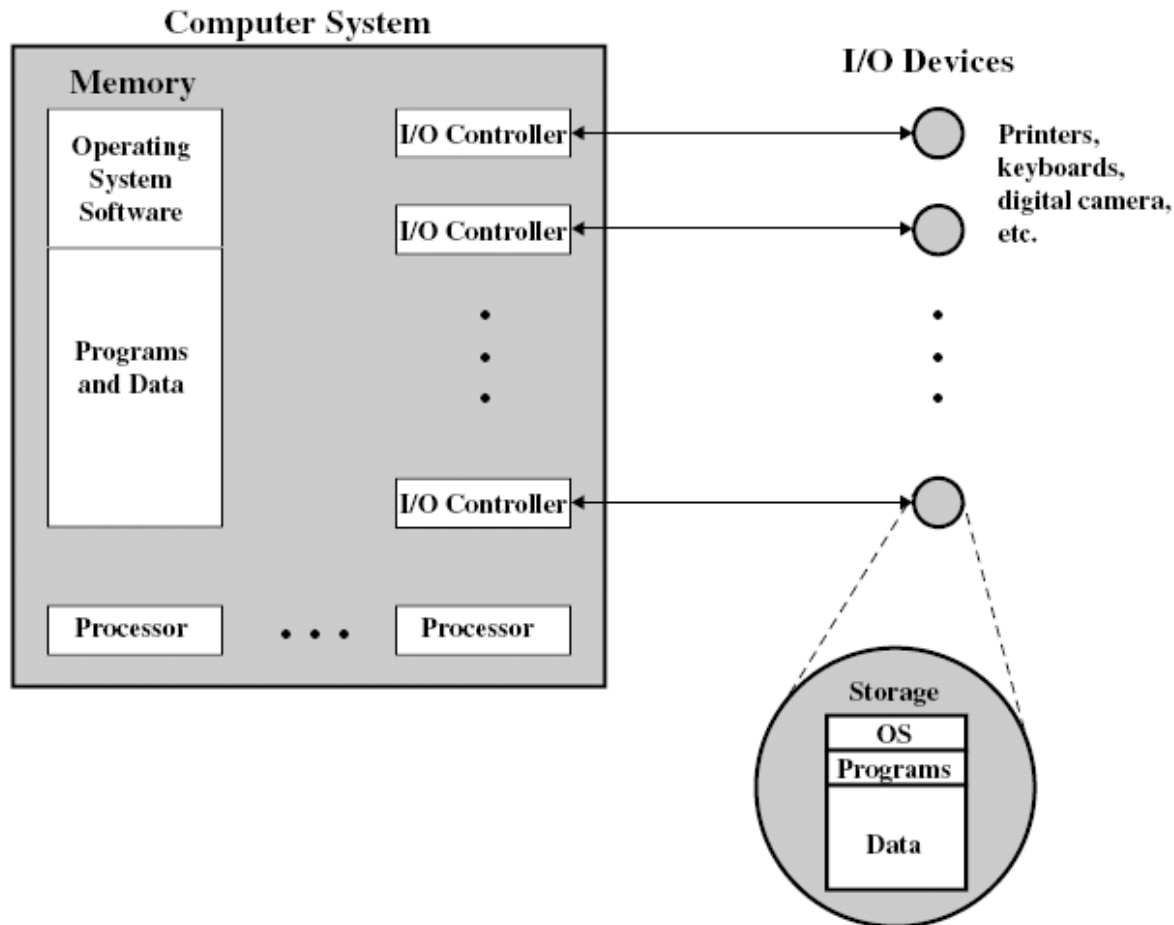 Computer System
I/O Devices
Memory
Operating
System
Software
Programs
and Data
I/O Controller
I/O Controller
I/O Controller
Printers,
keyboards,
digital camera,
etc.
Processor
Processor
Storage
OS
Programs
Data